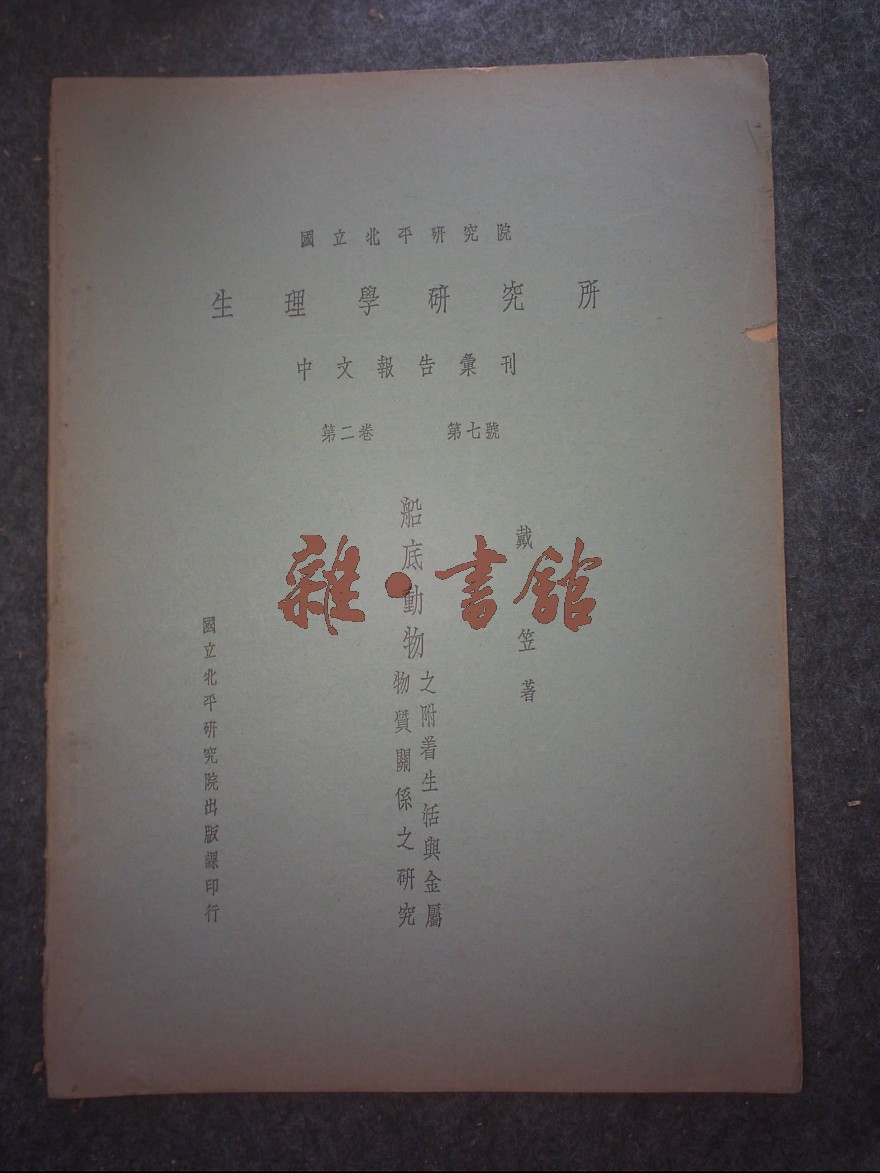 國立北平研究院
生理學研究所
中文報告彙刊
第二卷 第七號
戴笠著
船底動物之附着生活與金屬
物質關係之研究
國立北平研究院出版課印行
雜·書館